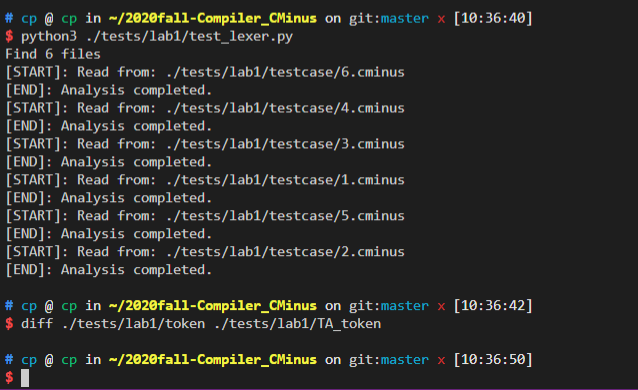 # cp @ cp in ~/2020fall-Compiler_CMinus on git:master x [10:36:40]
$ python3 ./tests/lab1/test_lexer.py
Find 6 files
[START]: Read from: ./tests/lab1/testcase/6.cminus
[END]: Analysis completed.
[START]: Read from: ./tests/lab1/testcase/4.cminus
[END]: Analysis completed.
[START]: Read from: ./tests/lab1/testcase/3.cminus
[END]: Analysis completed.
[START]: Read from: ./tests/lab1/testcase/1.cminus
[END]: Analysis completed.
[START]: Read from: ./tests/lab1/testcase/5.cminus
[END]: Analysis completed.
[START]: Read from: ./tests/lab1/testcase/2.cminus
[END]: Analysis completed.
# cp @ cp in ~/2020fall-Compiler_CMinus on git:master x [10:36:42]
$ diff ./tests/lab1/token ./tests/lab1/TA_token
# cp @ cp in ~/2020fall-Compiler_CMinus on git:master x [10:36:50]
$